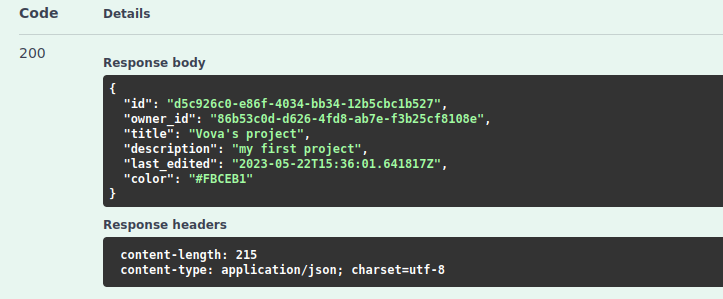 Code Details
200
Response body
{
"id": "d5c926c0-e86f-4034-bb34-12b5cbc1b527",
"owner_id": "86b53c0d-d626-4fd8-ab7e-f3b25cf8108e",
"title": "Vova's project",
"description": "my first project",
"last_edited": "2023-05-22T15:36:01.641817Z",
"color": "#FBCEB1"
}
Response headers
content-length: 215
content-type: application/json; charset=utf-8